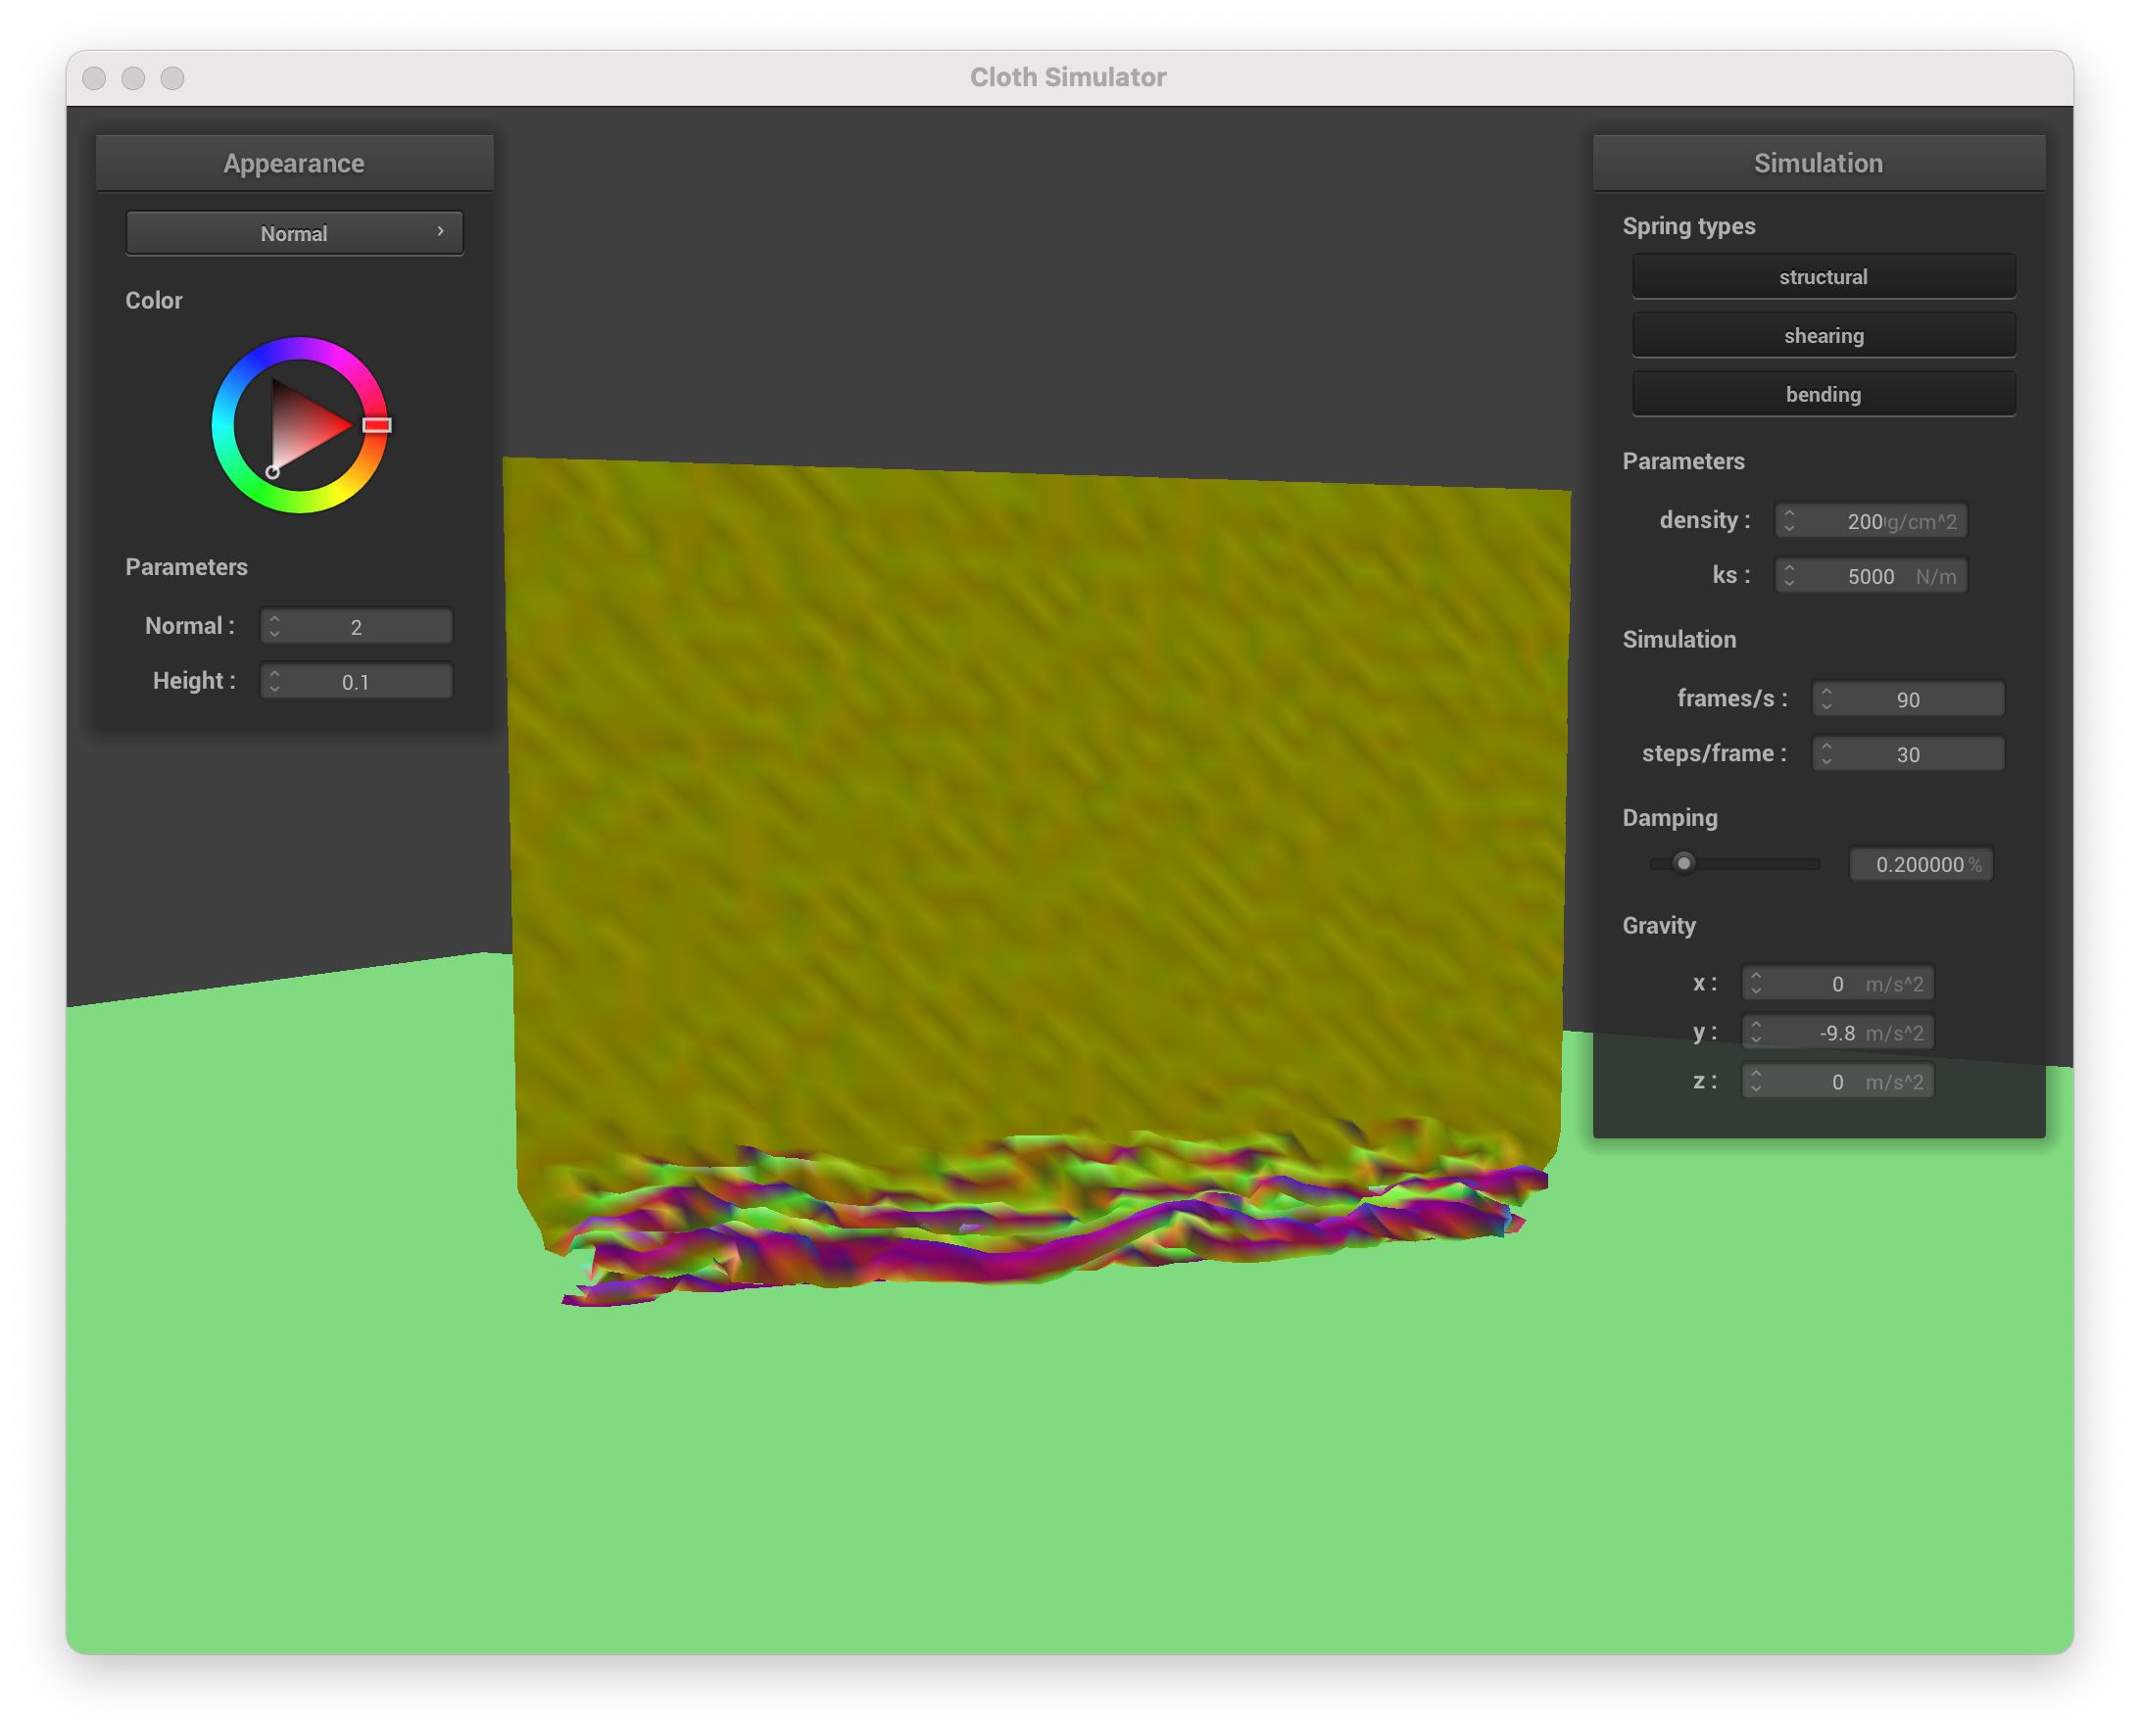 Cloth Simulator
Appearance
Normal
Color
Parameters
Normal :
2
Height :
0.1
Simulation
Spring types
structural
shearing
bending
Parameters
density :
200 g/cm^2
ks :
5000 N/m
Simulation
frames/s :
90
steps/frame :
30
Damping
0.200000 %
Gravity
x :
0 m/s^2
y :
-9.8 m/s^2
z :
0 m/s^2